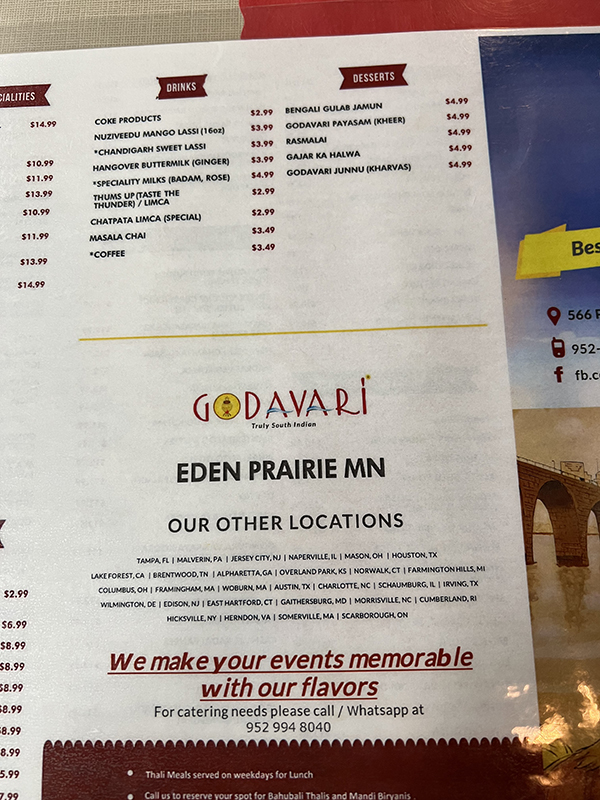 CIALITIES
$14.99
$10.99
$11.99
$13.99
$10.99
$11.99
$13.99
$14.99
DRINKS
COKE PRODUCTS $2.99
NUZIVEEDU MANGO LASSI (16oz) $3.99
*CHANDIGARH SWEET LASSI $3.99
HANGOVER BUTTERMILK (GINGER) $3.99
*SPECIALITY MILKS (BADAM, ROSE) $4.99
THUMS UP(TASTE THE $2.99
THUNDER) / LIMCA
CHATPATA LIMCA (SPECIAL) $2.99
MASALA CHAI $3.49
*COFFEE $3.49
DESSERTS
BENGALI GULAB JAMUN $4.99
GODAVARI PAYASAM (KHEER) $4.99
RASMALAI $4.99
GAJAR KA HALWA $4.99
GODAVARI JUNNU (KHARVAS) $4.99
GODAVARI
Truly South Indian
EDEN PRAIRIE MN
OUR OTHER LOCATIONS
TAMPA, FL | MALVERIN, PA | JERSEY CITY, NJ | NAPERVILLE, IL | MASON, OH | HOUSTON, TX
LAKE FOREST, CA | BRENTWOOD, TN | ALPHARETTA, GA | OVERLAND PARK, KS | NORWALK, CT | FARMINGTON HILLS, MI
COLUMBUS, OH | FRAMINGHAM, MA | WOBURN, MA | AUSTIN, TX | CHARLOTTE, NC | SCHAUMBURG, IL | IRVING, TX
WILMINGTON, DE | EDISON, NJ | EAST HARTFORD, CT | GAITHERSBURG, MD | MORRISVILLE, NC | CUMBERLAND, RI
HICKSVILLE, NY | HERNDON, VA | SOMERVILLE, MA | SCARBOROUGH, ON
We make your events memorable
with our flavors
For catering needs please call / Whatsapp at
952 994 8040
• Thali Meals served on weekdays for Lunch
• Call us to reserve your spot for Bahubali Thalis and Mandi Biryanis .
$2.99
$6.99
$8.99
$8.99
$8.99
$8.99
$8.99
8.99
5.99
7.99
Bes
566
952-
fb.c